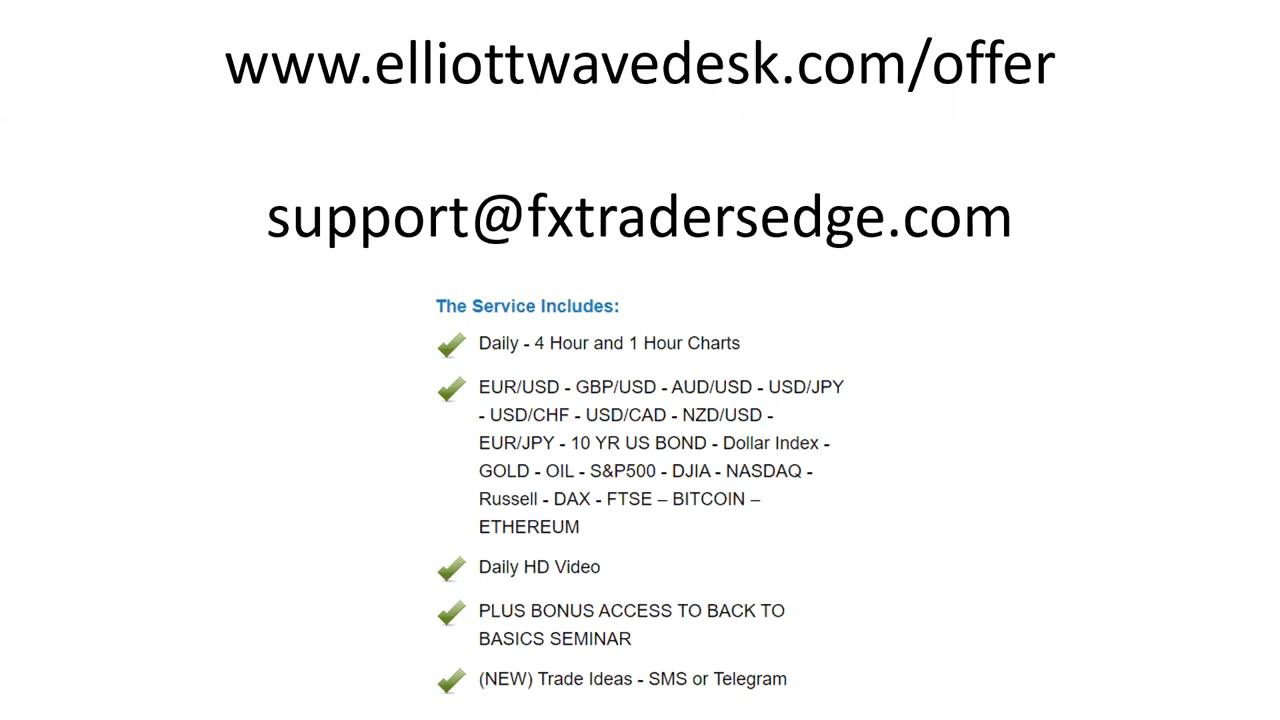 www.elliottwavedesk.com/offer
support@fxtradersedge.com
The Service Includes:
Daily - 4 Hour and 1 Hour Charts
EUR/USD - GBP/USD - AUD/USD - USD/JPY
- USD/CHF - USD/CAD - NZD/USD -
EUR/JPY - 10 YR US BOND - Dollar Index -
GOLD - OIL - S&P500 - DJIA - NASDAQ -
Russell - DAX - FTSE – BITCOIN –
ETHEREUM
Daily HD Video
PLUS BONUS ACCESS TO BACK TO
BASICS SEMINAR
(NEW) Trade Ideas - SMS or Telegram